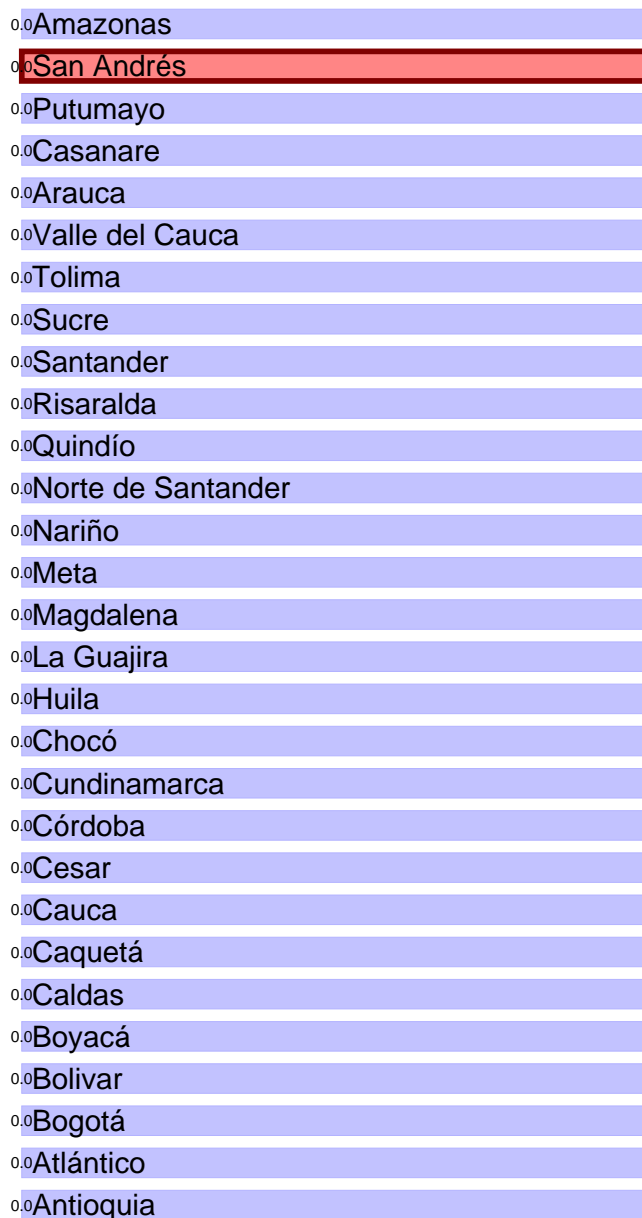 0.0Amazonas
0.0San Andrés
0.0Putumayo
0.0Casanare
0.0Arauca
0.0Valle del Cauca
0.0Tolima
0.0Sucre
0.0Santander
0.0Risaralda
0.0Quindío
0.0Norte de Santander
0.0Nariño
0.0Meta
0.0Magdalena
0.0La Guajira
0.0Huila
0.0Chocó
0.0Cundinamarca
0.0Córdoba
0.0Cesar
0.0Cauca
0.0Caquetá
0.0Caldas
0.0Boyacá
0.0Bolivar
0.0Bogotá
0.0Atlántico
0.0Antioquia